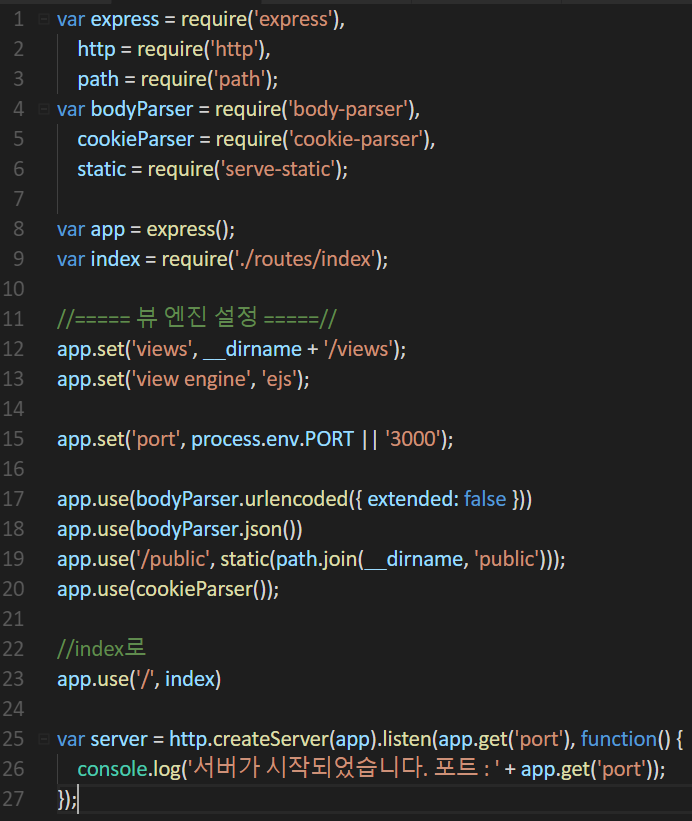 1 var express = require('express'),
2 http = require('http'),
3 path = require('path');
4 var bodyParser = require('body-parser'),
5 cookieParser = require('cookie-parser'),
6 static = require('serve-static');
7
8 var app = express();
9 var index = require('./routes/index');
10
11 //===== 뷰 엔진 설정 =====//
12 app.set('views', __dirname + '/views');
13 app.set('view engine', 'ejs');
14
15 app.set('port', process.env.PORT || '3000');
16
17 app.use(bodyParser.urlencoded({ extended: false }))
18 app.use(bodyParser.json())
19 app.use('/public', static(path.join(__dirname, 'public')));
20 app.use(cookieParser());
21
22 //index로
23 app.use('/', index)
24
25 var server = http.createServer(app).listen(app.get('port'), function() {
26 console.log('서버가 시작되었습니다. 포트 : ' + app.get('port'));
27 });